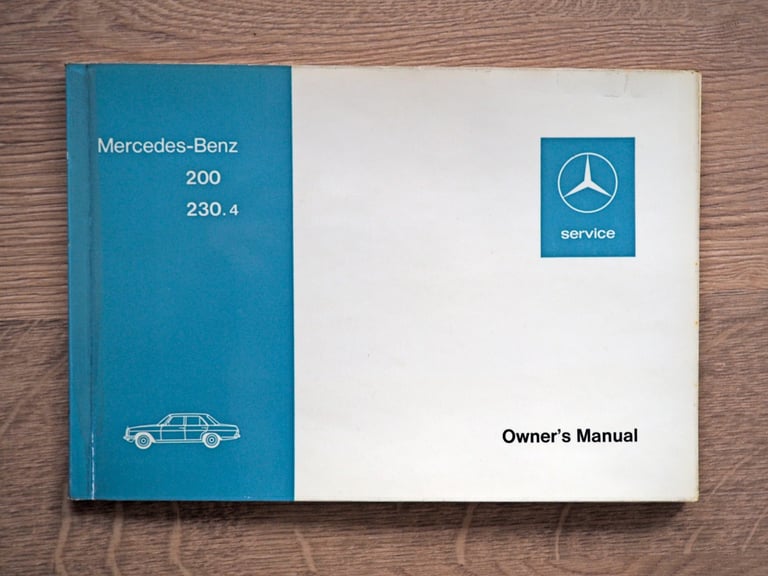 Mercedes-Benz
200
230.4
service
Owner's Manual